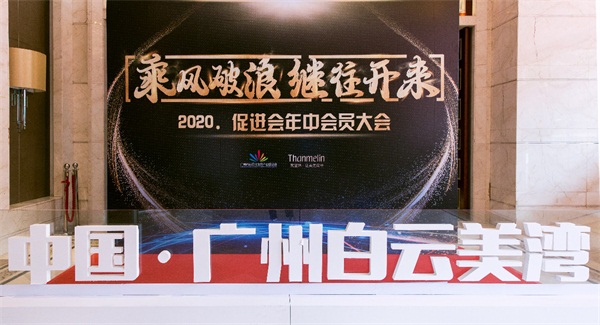 乘风破浪 继往开来
2020．促进会年中会员大会
Thanmelin
中国·广州白云美湾